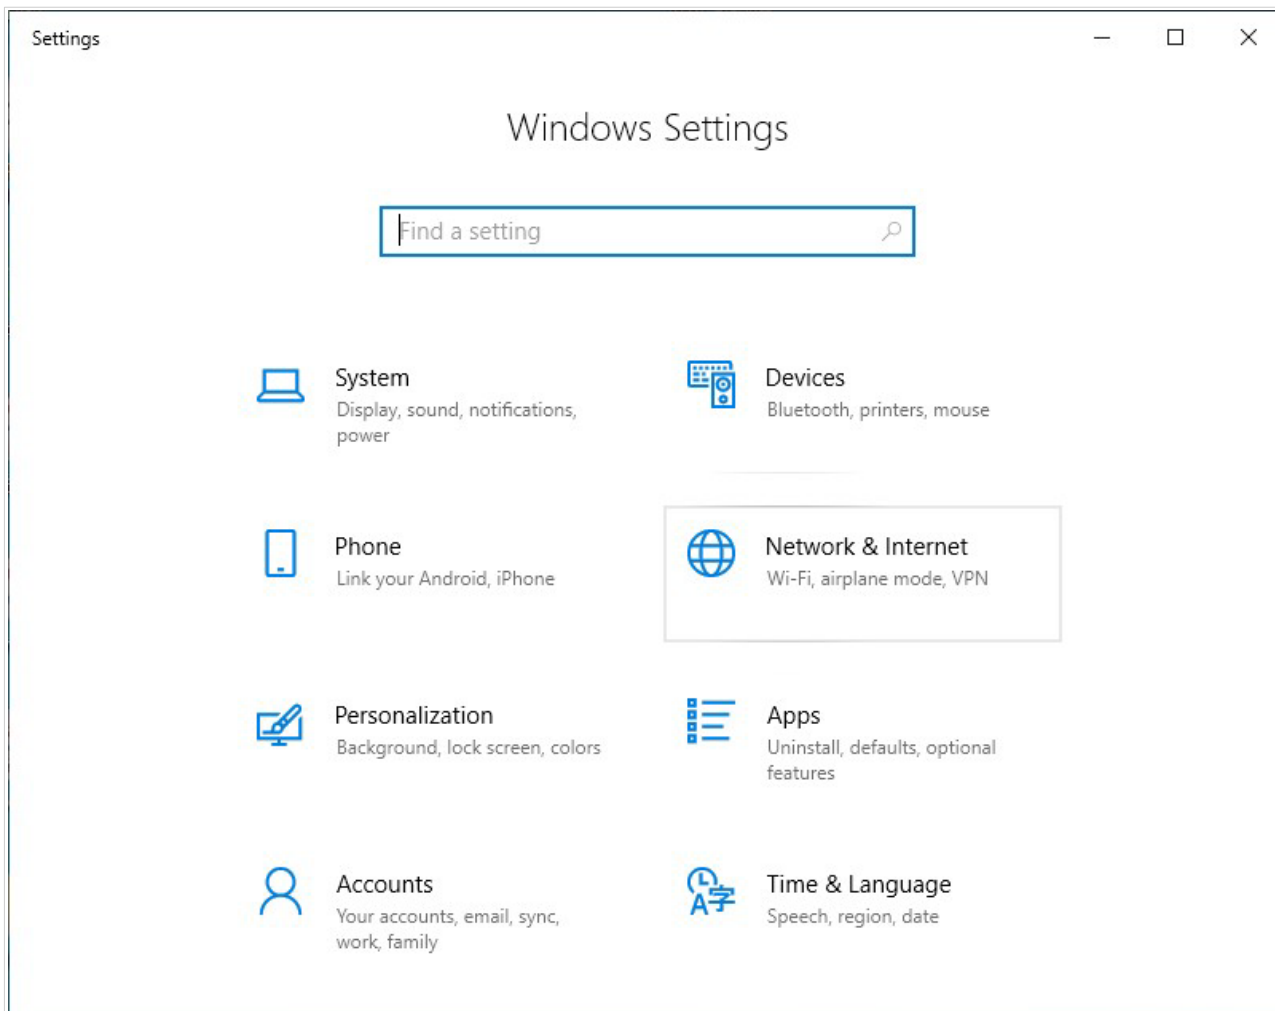 Settings
Windows Settings
Find a setting
System
Display, sound, notifications,
power
Devices
Bluetooth, printers, mouse
Phone
Link your Android, iPhone
Network & Internet
Wi-Fi, airplane mode, VPN
Personalization
Background, lock screen, colors
Apps
Uninstall, defaults, optional
features
Accounts
Your accounts, email, sync,
work, family
Time & Language
Speech, region, date